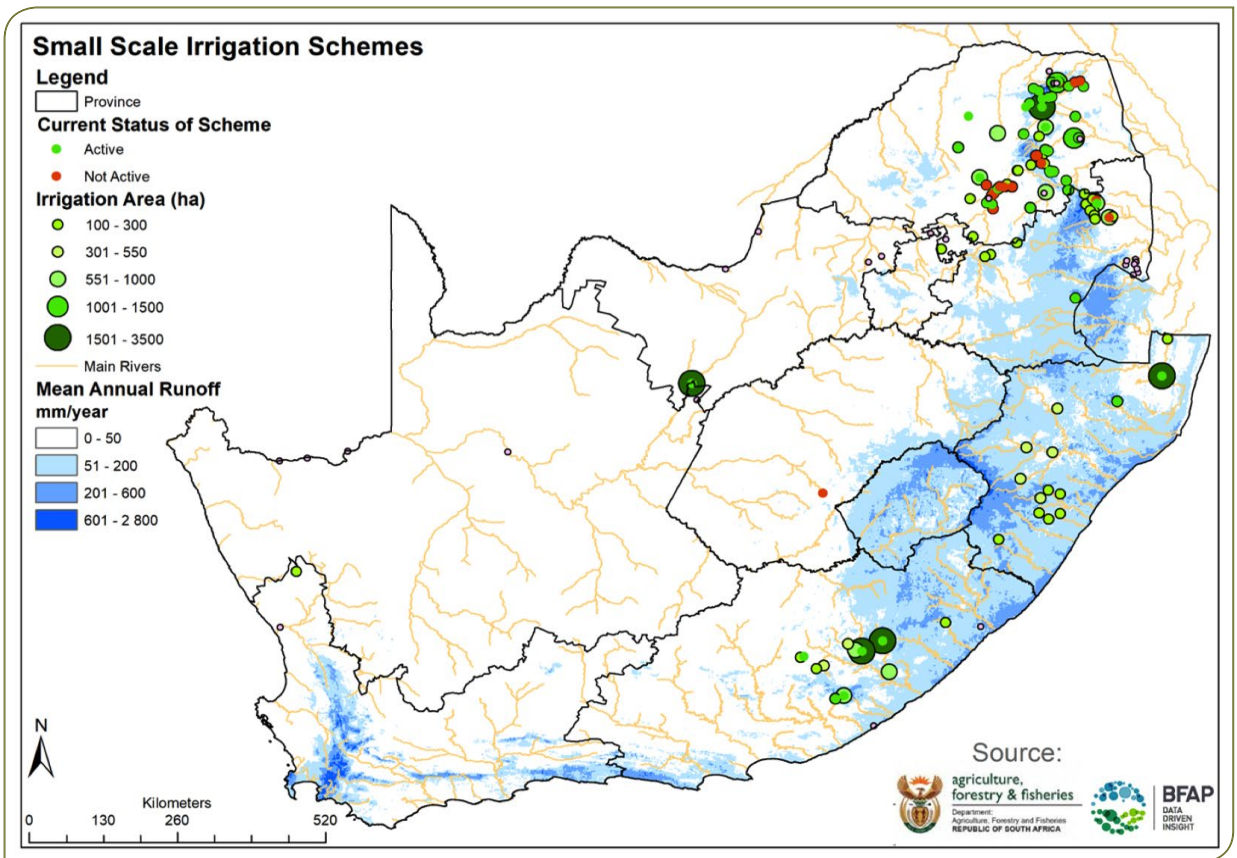 Small Scale Irrigation Schemes
Legend
Province
Current Status of Scheme
Active
Not Active
Irrigation Area (ha)
100 - 300
301 - 550
551 - 1000
1001 - 1500
1501 - 3500
Main Rivers
Mean Annual Runoff
mm/year
0 - 50
51 - 200
201 - 600
601 - 2 800
N
Kilometers
0 130 260 520
Source:
agriculture,
forestry & fisheries
Department:
Agriculture, Forestry and Fisheries
REPUBLIC OF SOUTH AFRICA
BFAP
DATA
DRIVEN
INSIGHT